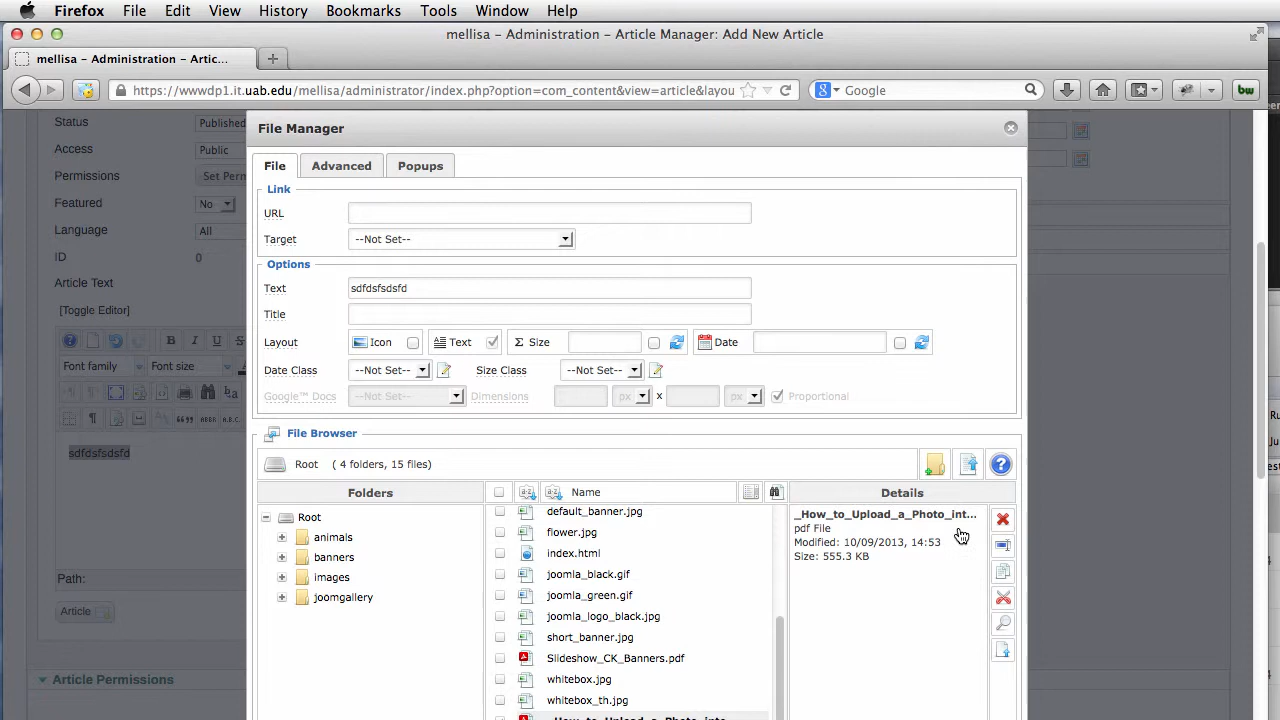 Firefox File Edit View History Bookmarks Tools Window Help
mellisa – Administration – Article Manager: Add New Article
mellisa – Administration – Artic...
https://wwwdp1.it.uab.edu/mellisa/administrator/index.php?option=com_content&view=article&layou
Google
bw
Status Published
Access Public
Permissions Set Perm
Featured No
Language All
ID 0
Article Text
[Toggle Editor]
Font family Font size
sdfdsfsdsfd
Path:
Article
Article Permissions
File Manager
File Advanced Popups
Link
URL
Target --Not Set--
Options
Text sdfdsfsdsfd
Title
Layout Icon Text Σ Size Date
Date Class --Not Set-- Size Class --Not Set--
Google™ Docs --Not Set-- Dimensions px x px Proportional
File Browser
Root ( 4 folders, 15 files)
Folders Name Details
Root
animals
banners
images
joomgallery
default_banner.jpg
flower.jpg
index.html
joomla_black.gif
joomla_green.gif
joomla_logo_black.jpg
short_banner.jpg
Slideshow_CK_Banners.pdf
whitebox.jpg
whitebox_th.jpg
_How_to_Upload_a_Photo_into
_How_to_Upload_a_Photo_int...
pdf File
Modified: 10/09/2013, 14:53
Size: 555.3 KB